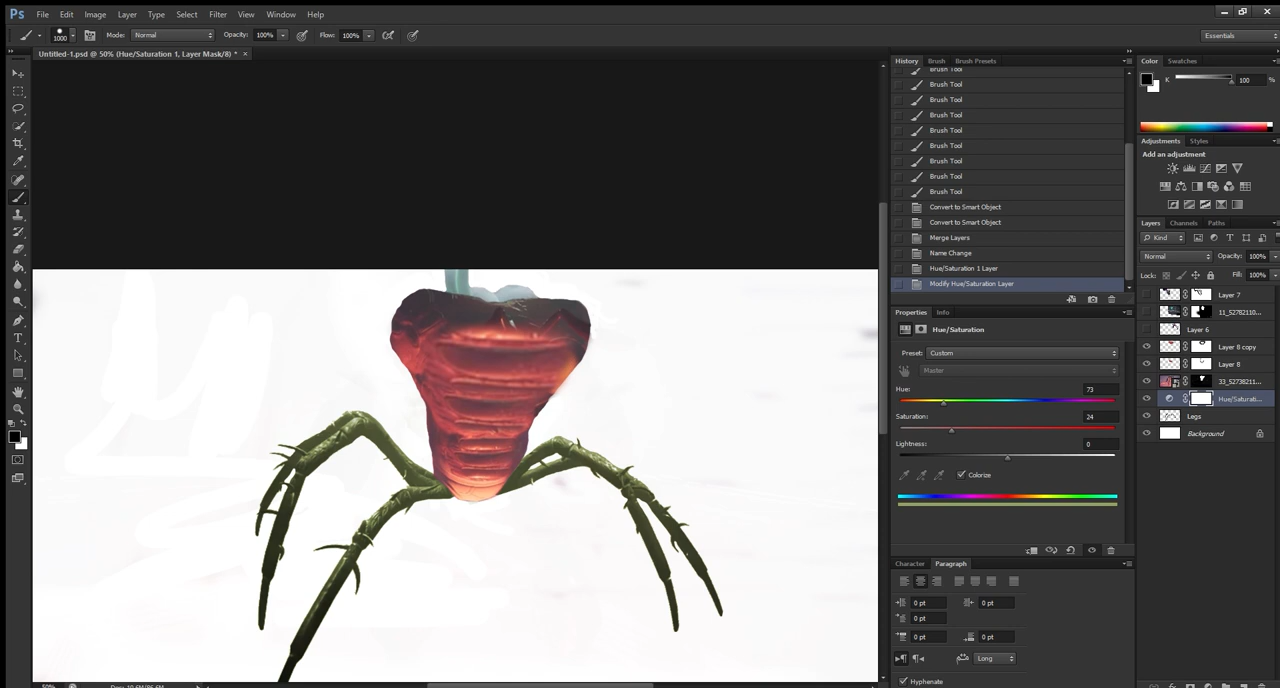 Ps File Edit Image Layer Type Select Filter View Window Help
1000 Mode: Normal Opacity: 100% Flow: 100% Essentials
Untitled-1.psd @ 50% (Hue/Saturation 1, Layer Mask/8) * ×
History Brush Brush Presets
Brush Tool
Brush Tool
Brush Tool
Brush Tool
Brush Tool
Brush Tool
Brush Tool
Brush Tool
Brush Tool
Convert to Smart Object
Convert to Smart Object
Merge Layers
Name Change
Hue/Saturation 1 Layer
Modify Hue/Saturation Layer
Properties Info
Hue/Saturation
Preset: Custom
Master
Hue: 73
Saturation: 24
Lightness: 0
Colorize
Character Paragraph
0 pt 0 pt
0 pt
0 pt 0 pt
Long
Hyphenate
Color Swatches
K 100 %
Adjustments Styles
Add an adjustment
Layers Channels Paths
Kind
Normal Opacity: 100%
Lock: Fill: 100%
Layer 7
11_52782110...
Layer 6
Layer 8 copy
Layer 8
33_52738211...
Hue/Saturati...
Legs
Background
50%